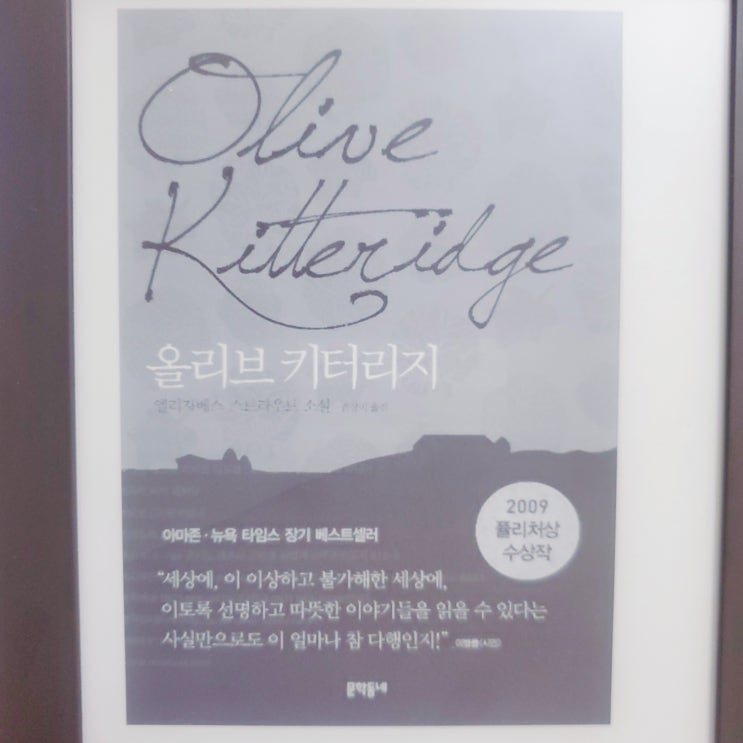 Olive
Kitteridge
올리브 키터리지
엘리자베스 스트라우트 소설 권상미 옮김
아마존·뉴욕 타임스 장기 베스트셀러
2009
퓰리처상
수상작
"세상에, 이 이상하고 불가해한 세상에,
이토록 선명하고 따뜻한 이야기들을 읽을 수 있다는
사실만으로도 이 얼마나 참 다행인지!"
문학동네